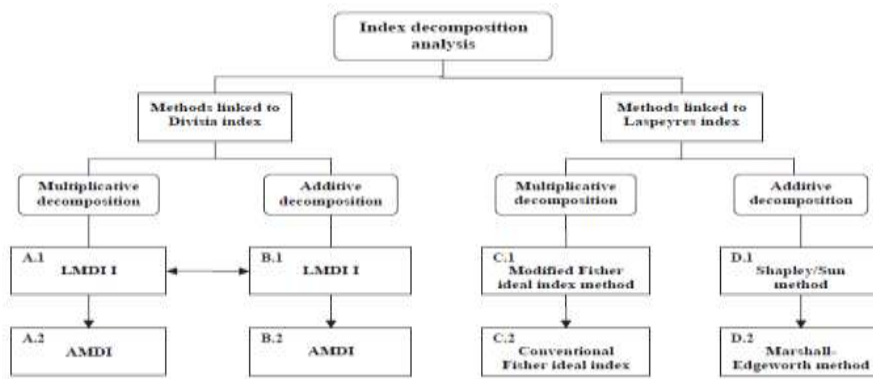 Index decomposition
analysis
Methods linked to
Divisia index
Methods linked to
Laspeyres index
Multiplicative
decomposition
Additive
decomposition
Multiplicative
decomposition
Additive
decomposition
A.1
LMDI I
B.1
LMDI I
C.1
Modified Fisher
ideal index method
D.1
Shapley/Sun
method
A.2
AMDI
B.2
AMDI
C.2
Conventional
Fisher ideal index
D.2
Marshall-
Edgeworth method